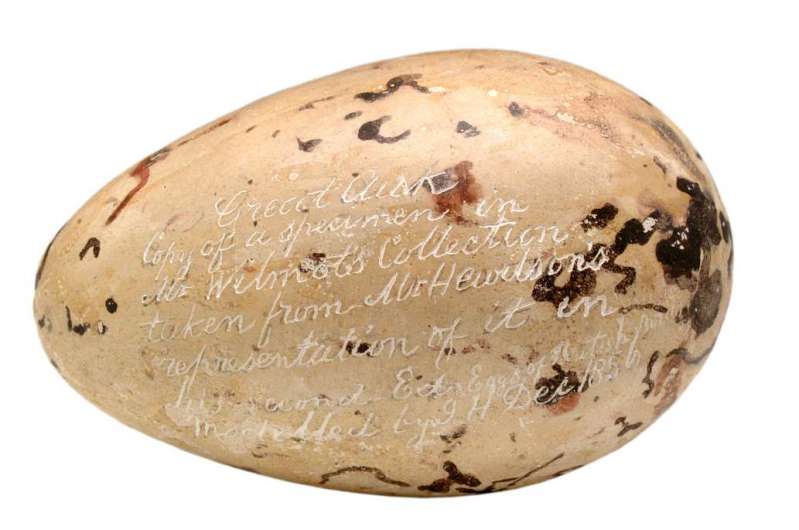 Great Auk
Copy of a specimen in
Mr Wilmot's Collection
taken from Mr Hewitson's
representation of it in
his second Edn Eggs of British
Modelled by J H Dec 1856